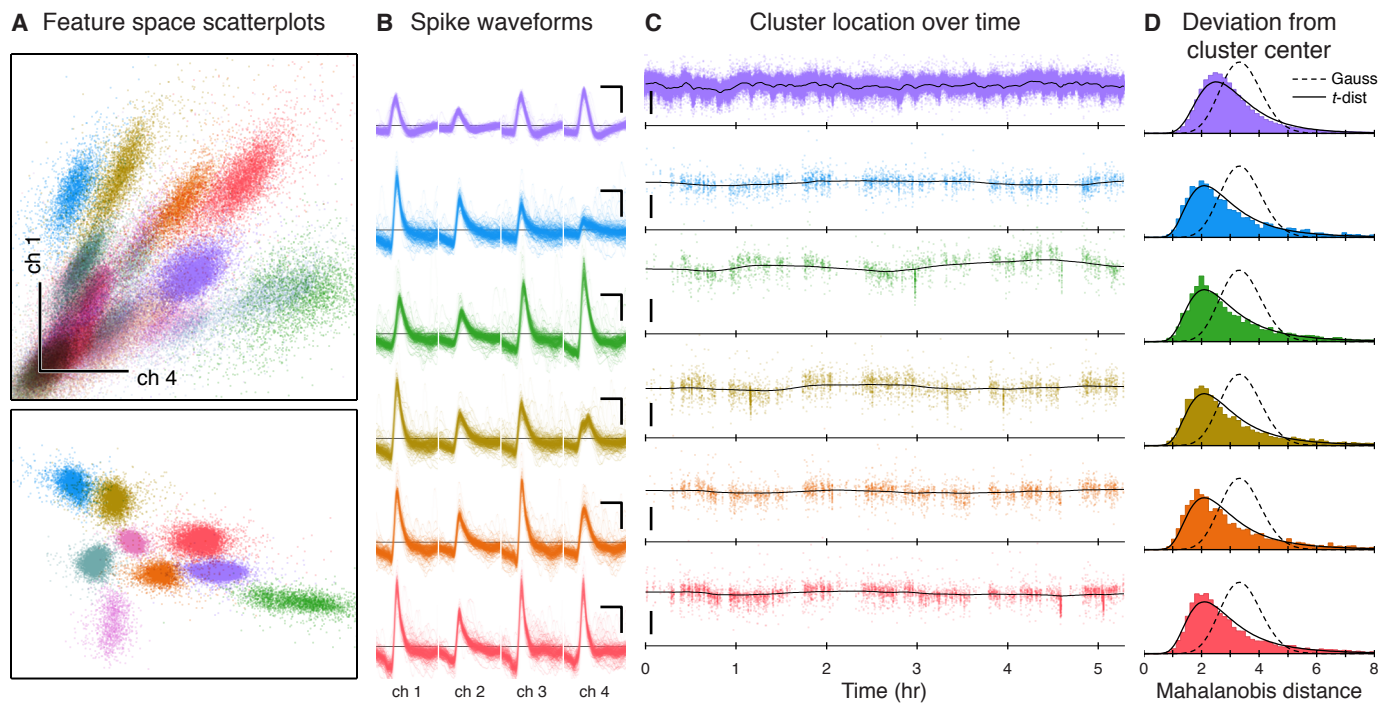 A Feature space scatterplots
ch 1
ch 4
B Spike waveforms
ch 1 ch 2 ch 3 ch 4
C Cluster location over time
0 1 2 3 4 5
Time (hr)
D Deviation from
cluster center
Gauss
t-dist
0 2 4 6 8
Mahalanobis distance